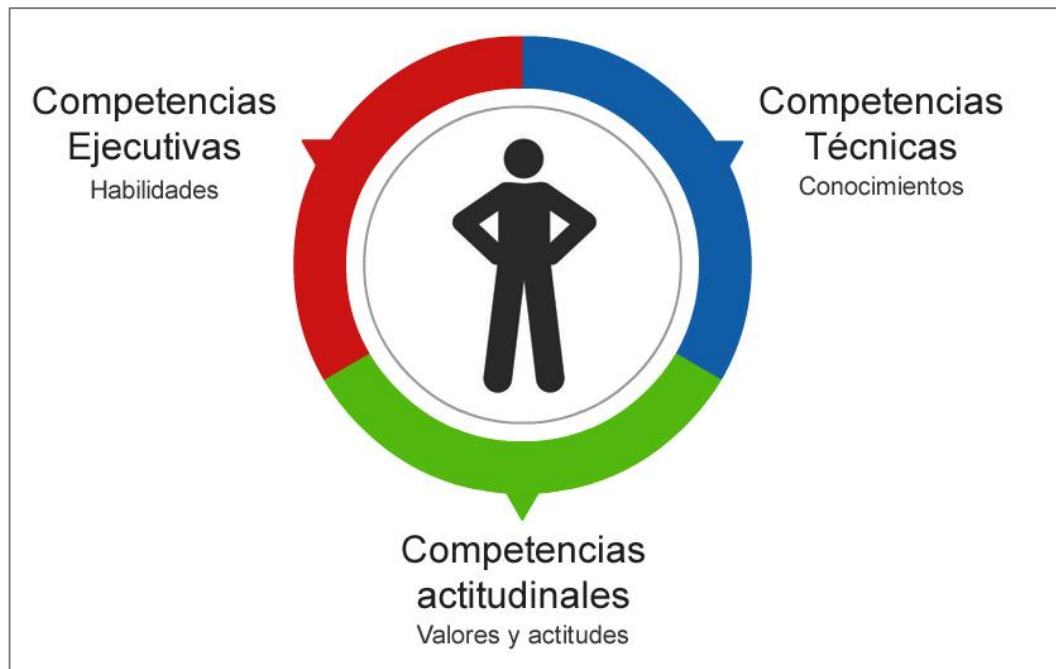 Competencias
Ejecutivas
Habilidades
Competencias
Técnicas
Conocimientos
Competencias
actitudinales
Valores y actitudes